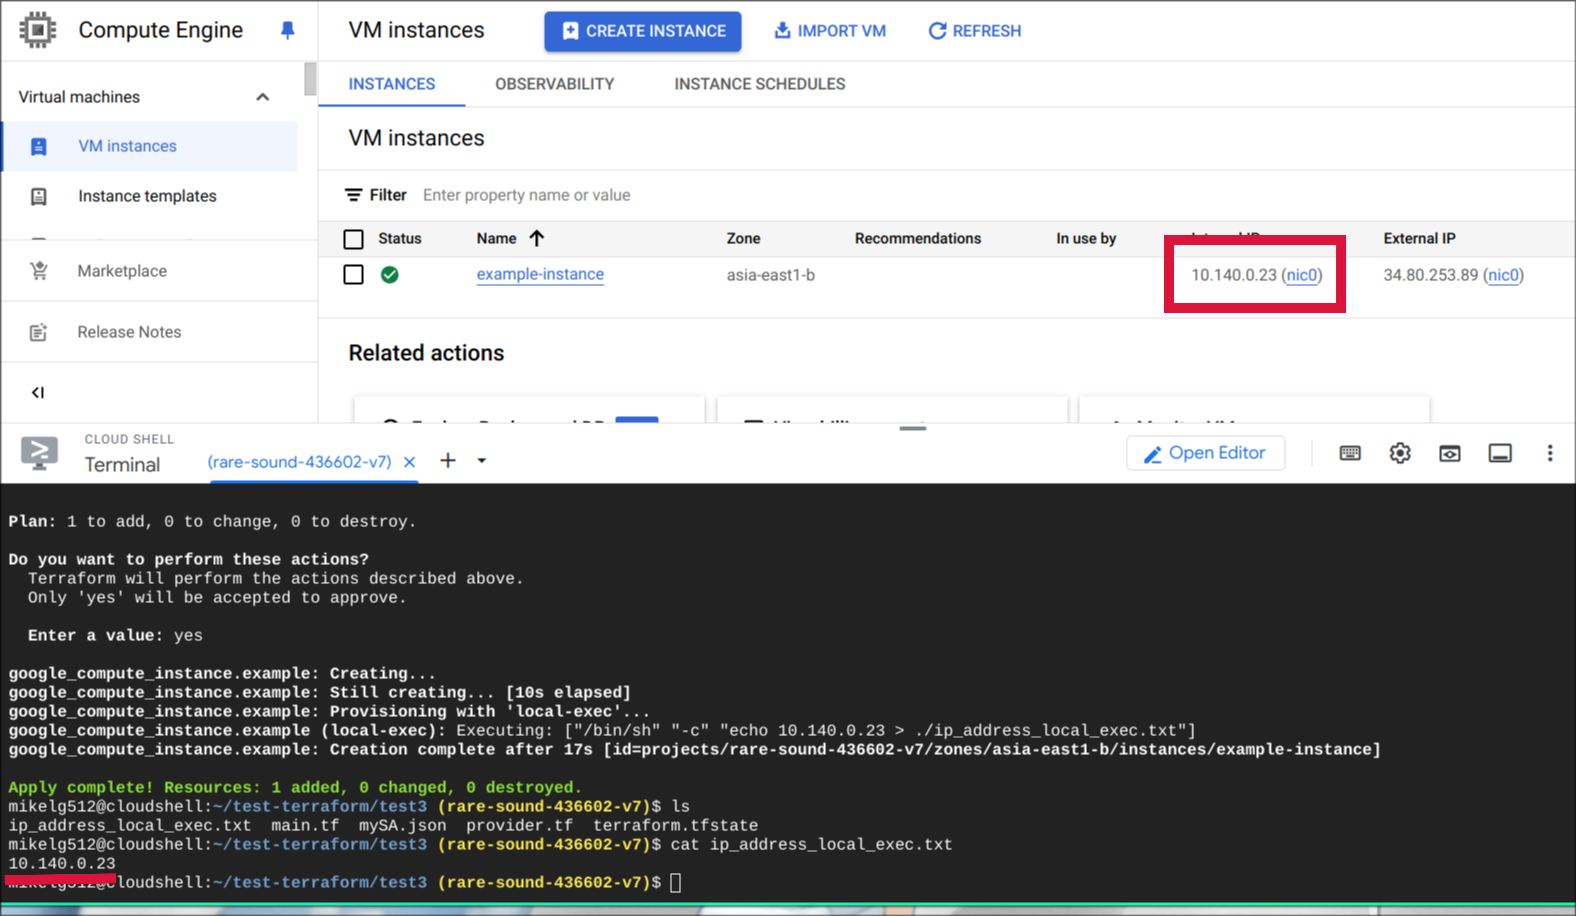 Compute Engine
VM instances
CREATE INSTANCE
IMPORT VM
REFRESH
Virtual machines
INSTANCES
OBSERVABILITY
INSTANCE SCHEDULES
VM instances
VM instances
Instance templates
Filter Enter property name or value
Status Name Zone Recommendations In use by External IP
example-instance asia-east1-b 10.140.0.23 (nic0) 34.80.253.89 (nic0)
Marketplace
Release Notes
Related actions
CLOUD SHELL
Terminal
(rare-sound-436602-v7)
Open Editor
Plan: 1 to add, 0 to change, 0 to destroy.
Do you want to perform these actions?
Terraform will perform the actions described above.
Only 'yes' will be accepted to approve.
Enter a value: yes
google_compute_instance.example: Creating...
google_compute_instance.example: Still creating... [10s elapsed]
google_compute_instance.example: Provisioning with 'local-exec'...
google_compute_instance.example (local-exec): Executing: ["/bin/sh" "-c" "echo 10.140.0.23 > ./ip_address_local_exec.txt"]
google_compute_instance.example: Creation complete after 17s [id=projects/rare-sound-436602-v7/zones/asia-east1-b/instances/example-instance]
Apply complete! Resources: 1 added, 0 changed, 0 destroyed.
mikelg512@cloudshell:~/test-terraform/test3 (rare-sound-436602-v7)$ ls
ip_address_local_exec.txt main.tf mySA.json provider.tf terraform.tfstate
mikelg512@cloudshell:~/test-terraform/test3 (rare-sound-436602-v7)$ cat ip_address_local_exec.txt
10.140.0.23
mikelg512@cloudshell:~/test-terraform/test3 (rare-sound-436602-v7)$